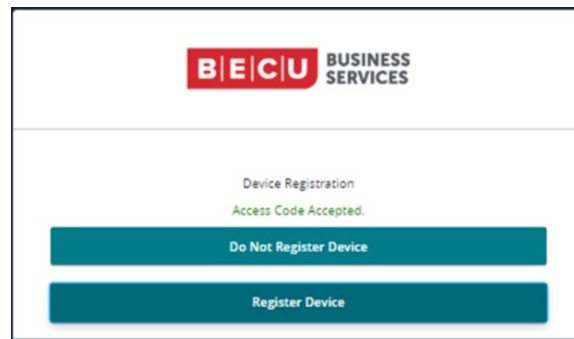 B|E|C|U BUSINESS
SERVICES
Device Registration
Access Code Accepted.
Do Not Register Device
Register Device